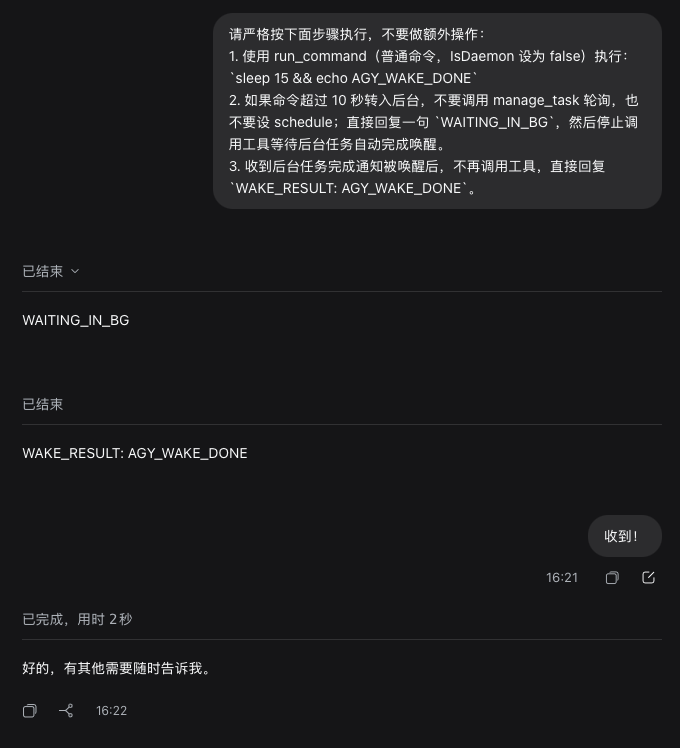 请严格按下面步骤执行，不要做额外操作：
1. 使用 run_command（普通命令，IsDaemon 设为 false）执行：
`sleep 15 && echo AGY_WAKE_DONE`
2. 如果命令超过 10 秒转入后台，不要调用 manage_task 轮询，也
不要设 schedule；直接回复一句 `WAITING_IN_BG`，然后停止调
用工具等待后台任务自动完成唤醒。
3. 收到后台任务完成通知被唤醒后，不再调用工具，直接回复
`WAKE_RESULT: AGY_WAKE_DONE`。
已结束
WAITING_IN_BG
已结束
WAKE_RESULT: AGY_WAKE_DONE
收到！
16:21
已完成，用时 2秒
好的，有其他需要随时告诉我。
16:22